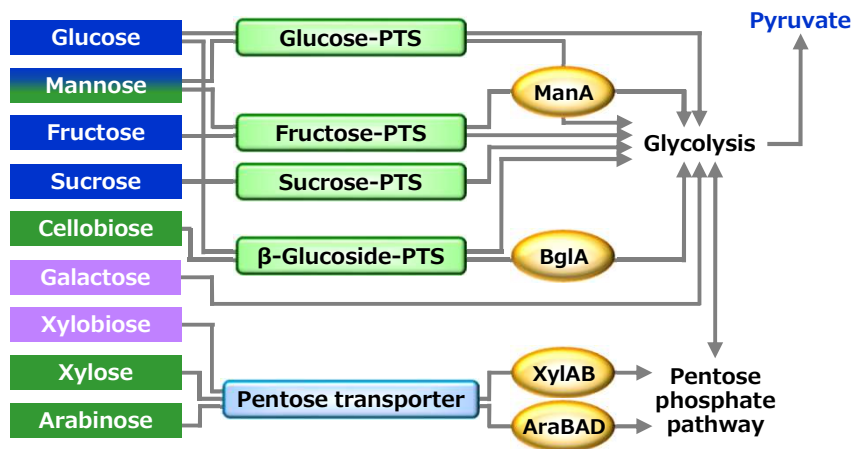 Pyruvate
Glucose
Glucose-PTS
Mannose
ManA
Fructose
Fructose-PTS
Glycolysis
Sucrose
Sucrose-PTS
Cellobiose
β-Glucoside-PTS
BglA
Galactose
Xylobiose
Xylose
XylAB
Pentose
phosphate
pathway
Pentose transporter
Arabinose
AraBAD